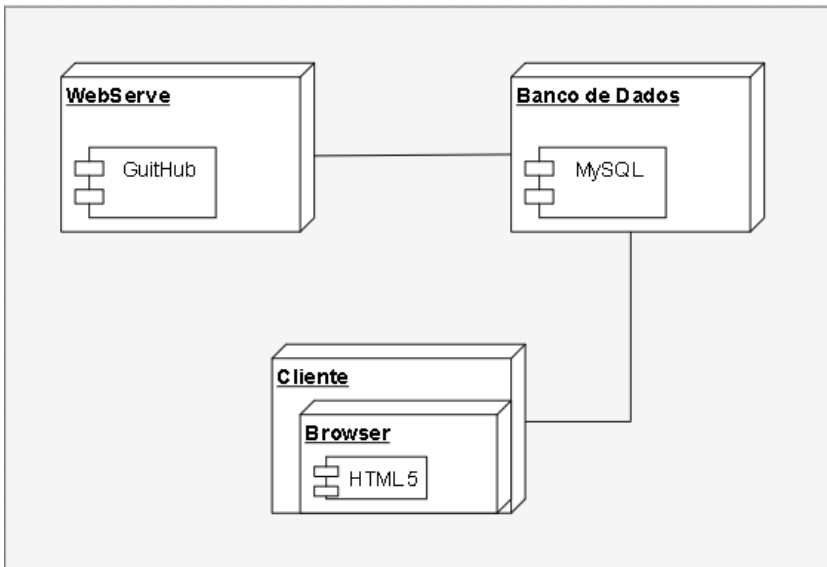 WebServe
GuitHub
Banco de Dados
MySQL
Cliente
Browser
HTML5